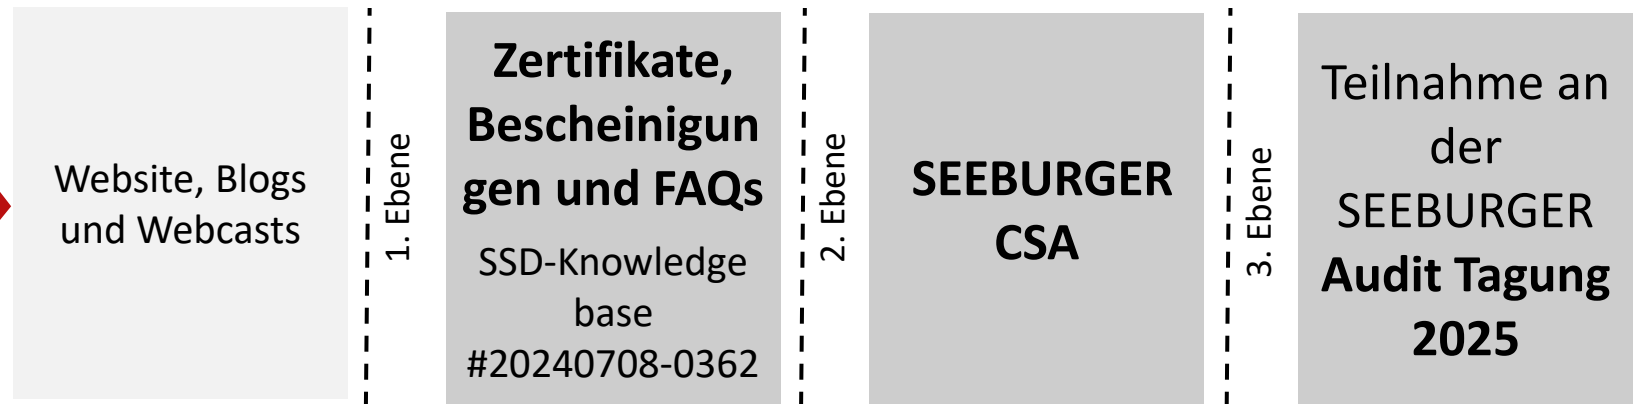 Website, Blogs
und Webcasts
1. Ebene
Zertifikate,
Bescheinigun
gen und FAQs
SSD-Knowledge
base
#20240708-0362
2. Ebene
SEEBURGER
CSA
3. Ebene
Teilnahme an
der
SEEBURGER
Audit Tagung
2025